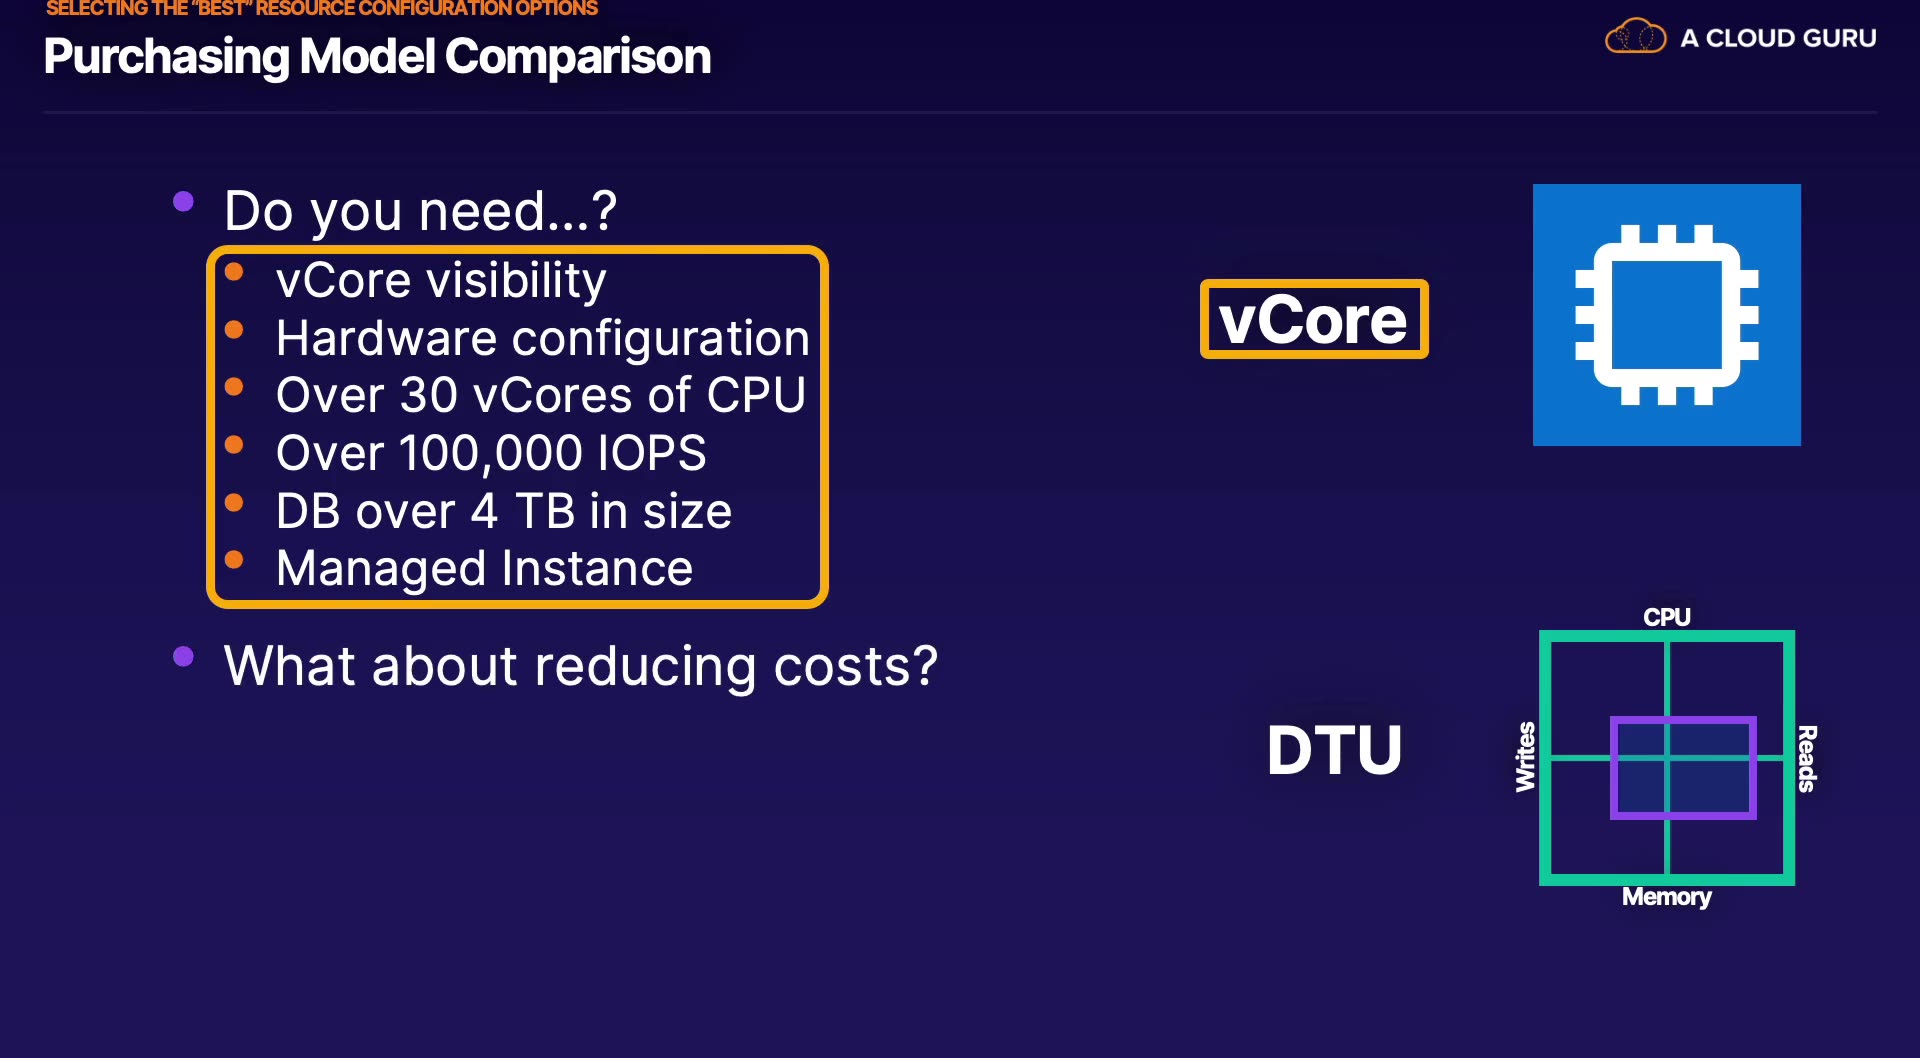 SELECTING THE “BEST” RESOURCE CONFIGURATION OPTIONS
Purchasing Model Comparison
A CLOUD GURU
Do you need...?
vCore visibility
Hardware configuration
Over 30 vCores of CPU
Over 100,000 IOPS
DB over 4 TB in size
Managed Instance
What about reducing costs?
vCore
DTU
CPU
Writes
Reads
Memory